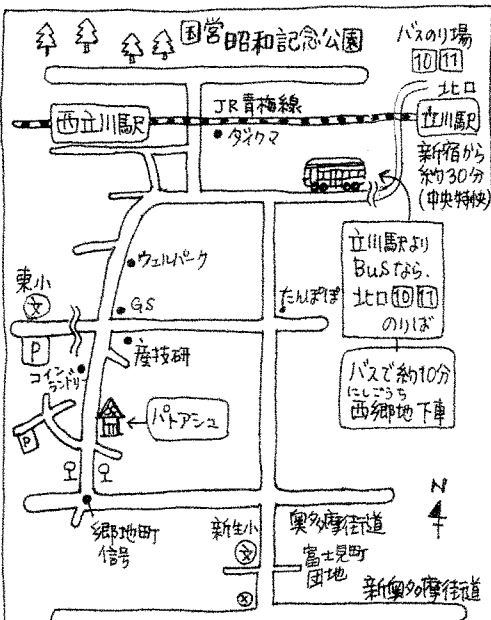 国営昭和記念公園
バスのり場
10 11
北口
JR青梅線
西立川駅
立川駅
ダイクマ
新宿から
約30分
(中央特快)
立川駅より
BUSなら、
北口 10 11
のりば
バスで約10分
にしごうち
西郷地下車
ウェルパーク
東小
文
GS
たんぽぽ
P
産技研
コイン
ランドリー
パトアシュ
P
郷地町
信号
新生小
文
奥多摩街道
富士見町
団地
新奥多摩街道
文
N